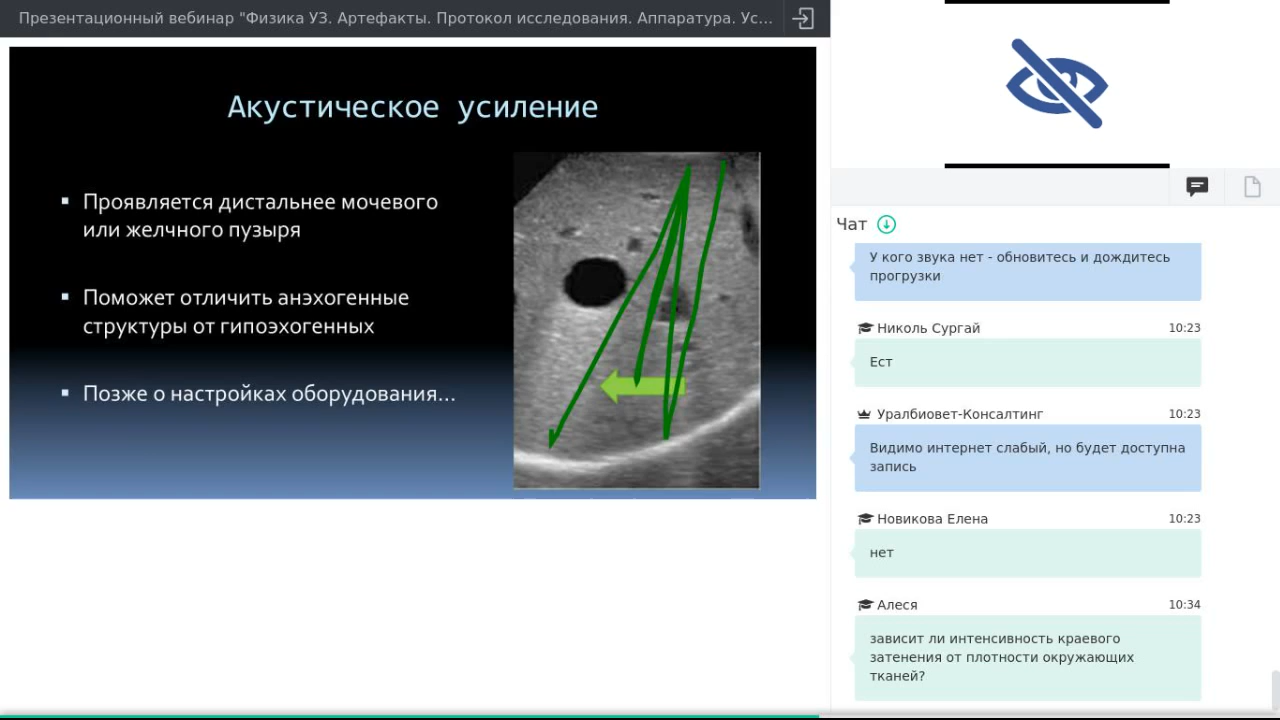 Презентационный вебинар "Физика УЗ. Артефакты. Протокол исследования. Аппаратура. Ус...
Акустическое усиление
▪ Проявляется дистальнее мочевого
или желчного пузыря
▪ Поможет отличить анэхогенные
структуры от гипоэхогенных
▪ Позже о настройках оборудования...
Чат
У кого звука нет - обновитесь и дождитесь
прогрузки
Николь Сургай 10:23
Ест
Уралбиовет-Консалтинг 10:23
Видимо интернет слабый, но будет доступна
запись
Новикова Елена 10:23
нет
Алеся 10:34
зависит ли интенсивность краевого
затенения от плотности окружающих
тканей?